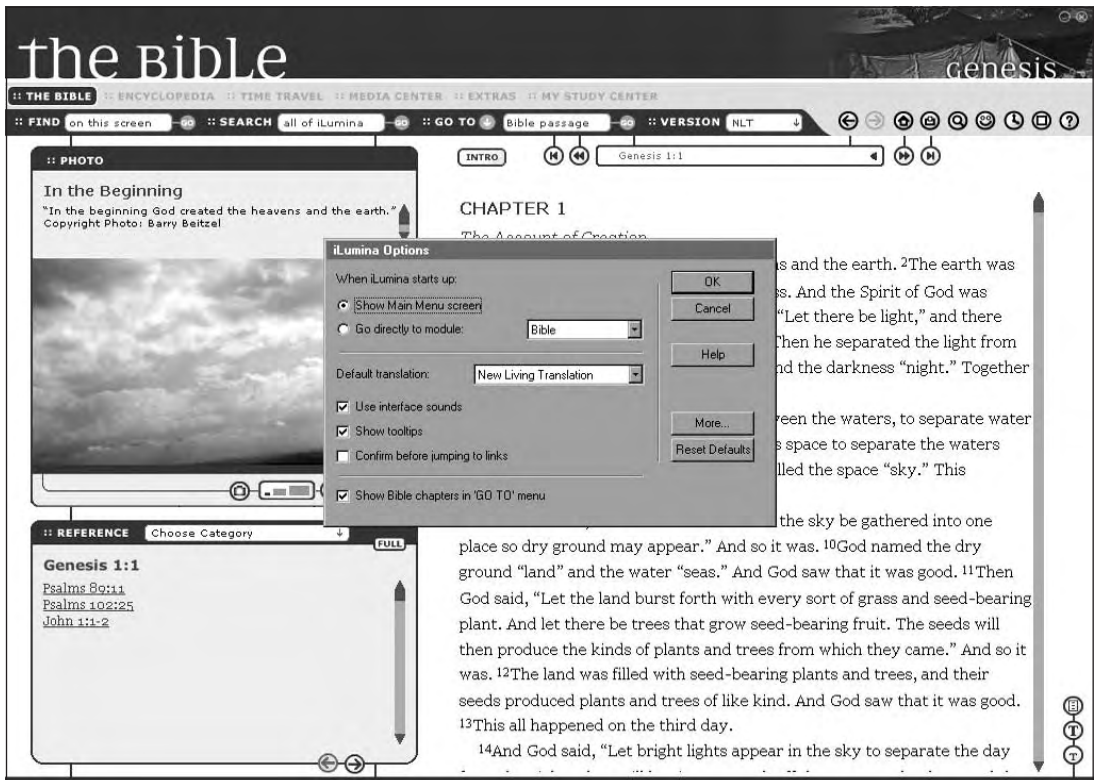 the Bible
Genesis
:: THE BIBLE :: ENCYCLOPEDIA :: TIME TRAVEL :: MEDIA CENTER :: EXTRAS :: MY STUDY CENTER
:: FIND on this screen GO :: SEARCH all of iLumina GO :: GO TO Bible passage GO :: VERSION NLT
:: PHOTO
In the Beginning
"In the beginning God created the heavens and the earth."
Copyright Photo: Barry Beitzel
:: REFERENCE Choose Category
FULL
Genesis 1:1
Psalms 89:11
Psalms 102:25
John 1:1-2
INTRO Genesis 1:1
CHAPTER 1
The Account of Creation
s and the earth. 2The earth was
ss. And the Spirit of God was
"Let there be light," and there
Then he separated the light from
nd the darkness "night." Together
een the waters, to separate water
s space to separate the waters
lled the space "sky." This
the sky be gathered into one
place so dry ground may appear." And so it was. 10God named the dry
ground "land" and the water "seas." And God saw that it was good. 11Then
God said, "Let the land burst forth with every sort of grass and seed-bearing
plant. And let there be trees that grow seed-bearing fruit. The seeds will
then produce the kinds of plants and trees from which they came." And so it
was. 12The land was filled with seed-bearing plants and trees, and their
seeds produced plants and trees of like kind. And God saw that it was good.
13This all happened on the third day.
14And God said, "Let bright lights appear in the sky to separate the day
iLumina Options
When iLumina starts up:
Show Main Menu screen
Go directly to module: Bible
Default translation: New Living Translation
Use interface sounds
Show tooltips
Confirm before jumping to links
Show Bible chapters in 'GO TO' menu
OK
Cancel
Help
More...
Reset Defaults